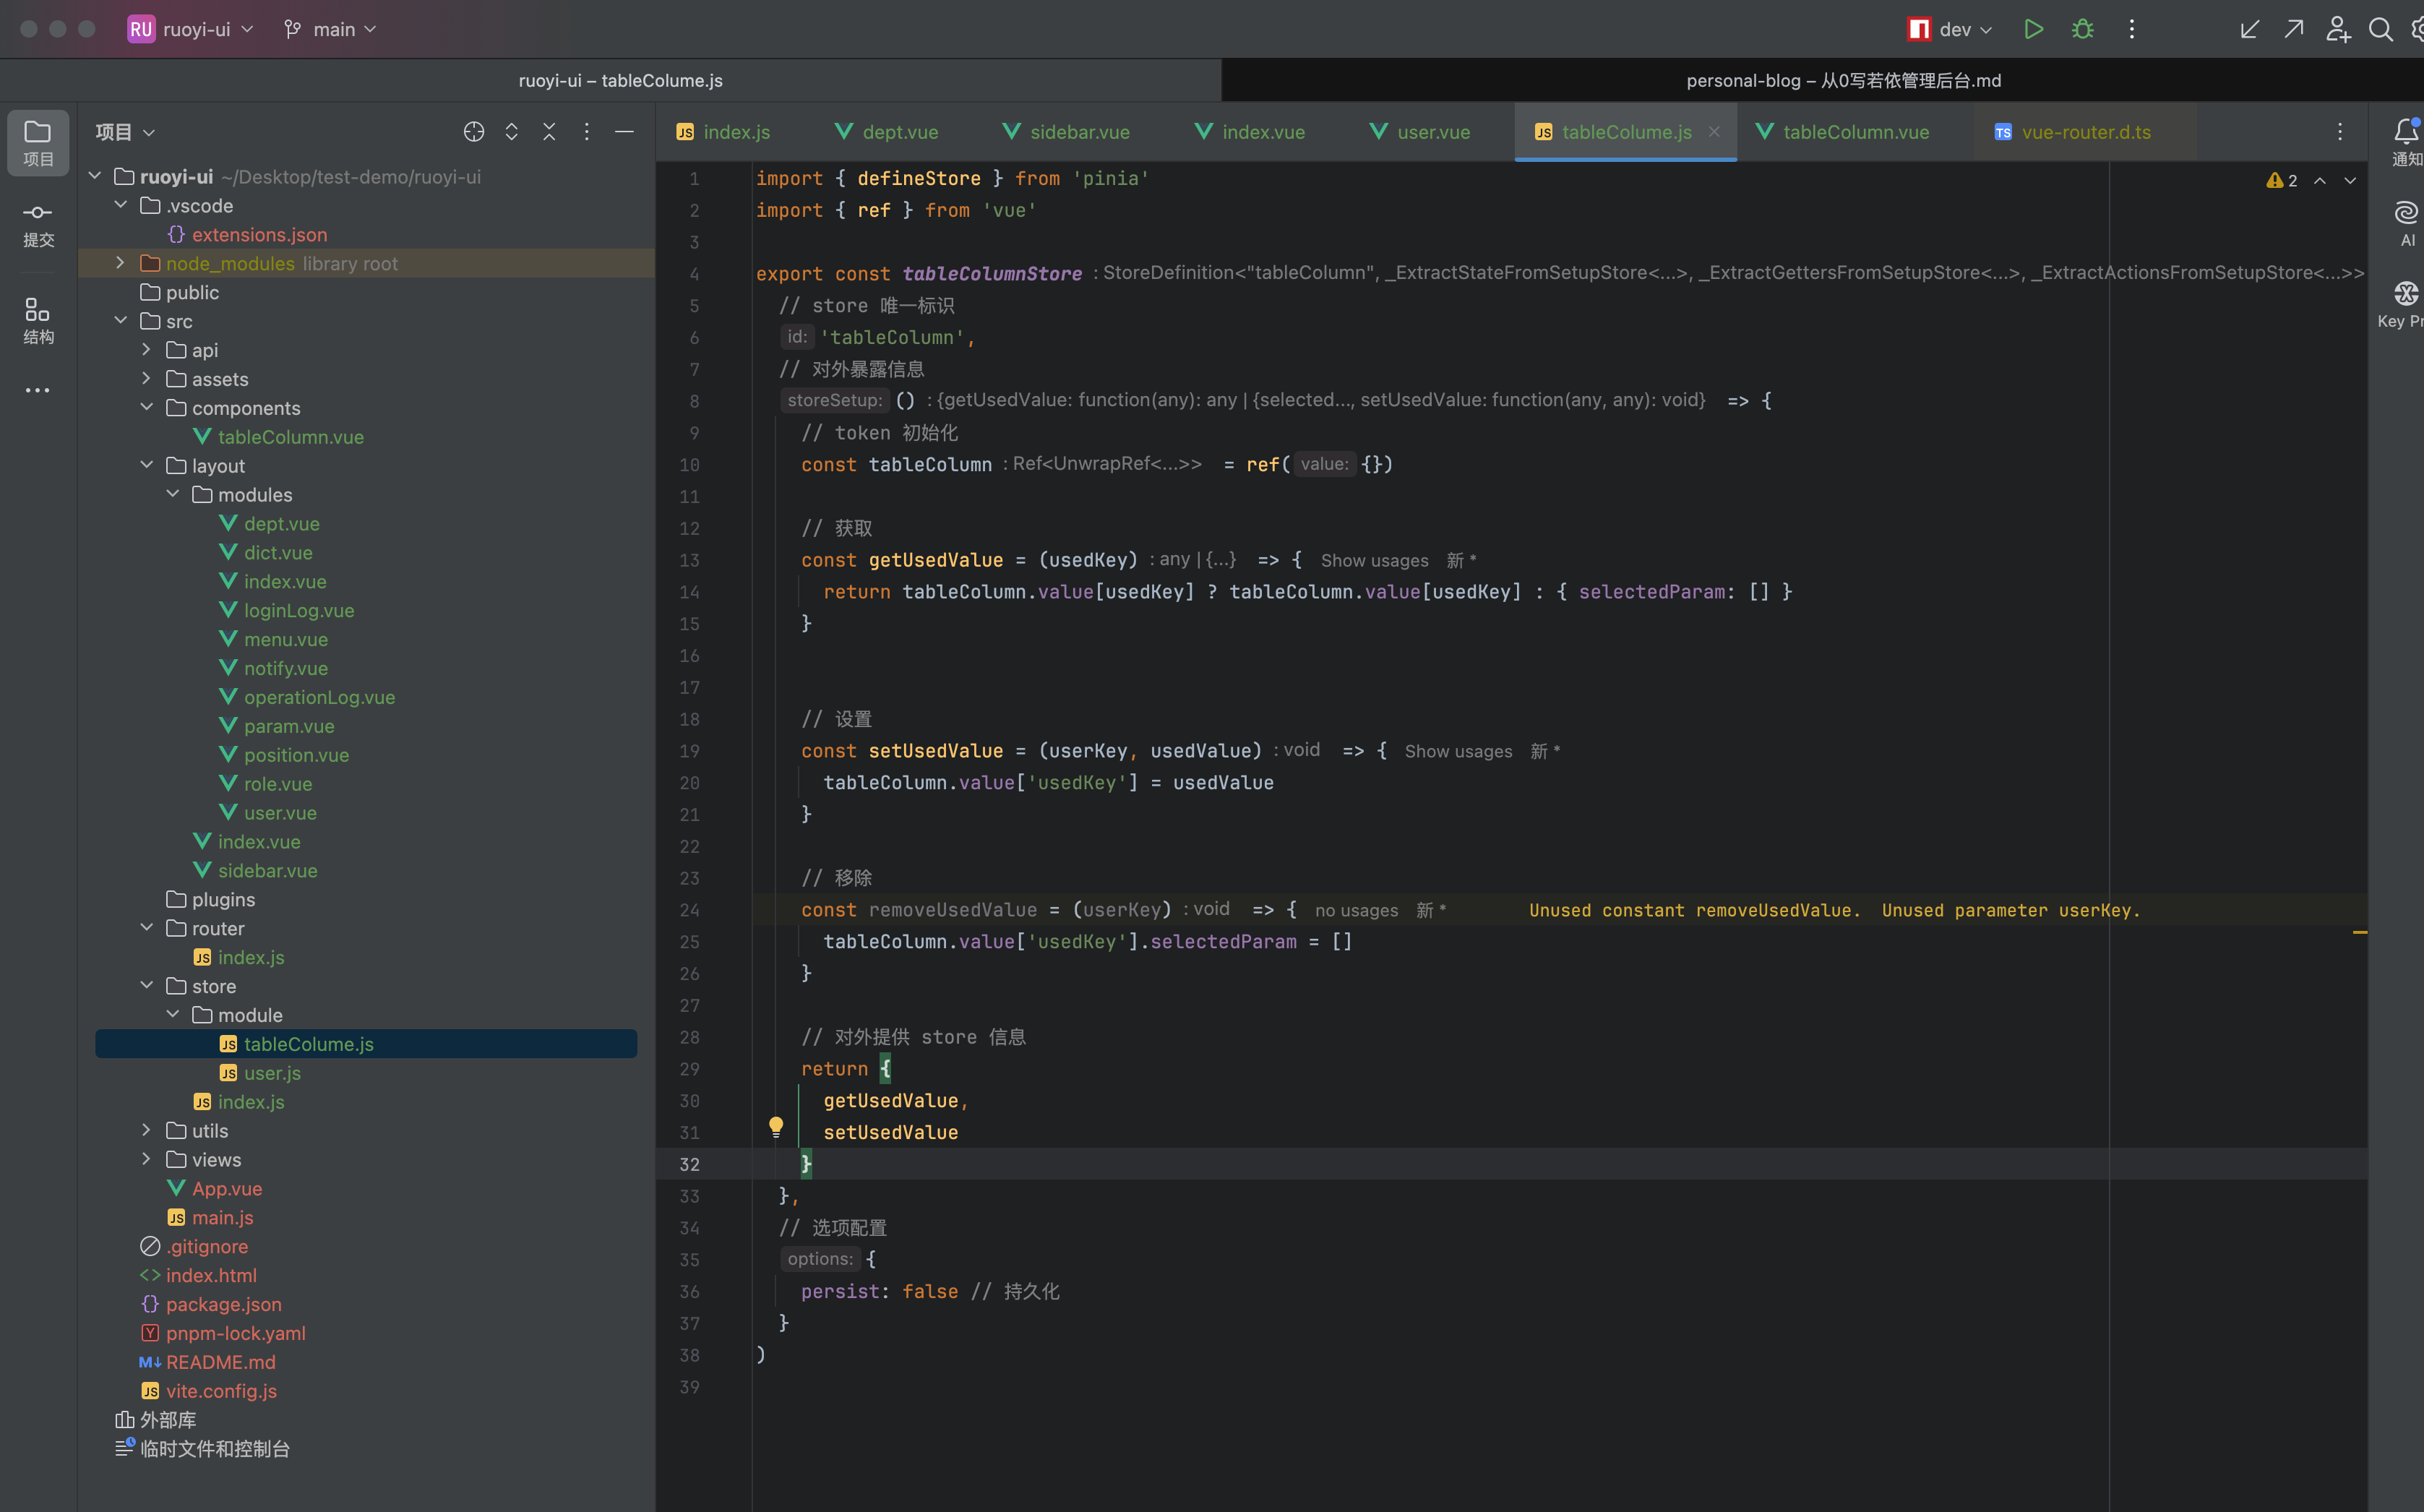 RU ruoyi-ui main dev
ruoyi-ui – tableColume.js
personal-blog – 从0写若依管理后台.md
项目
提交
结构
项目
ruoyi-ui ~/Desktop/test-demo/ruoyi-ui
.vscode
extensions.json
node_modules library root
public
src
api
assets
components
tableColumn.vue
layout
modules
dept.vue
dict.vue
index.vue
loginLog.vue
menu.vue
notify.vue
operationLog.vue
param.vue
position.vue
role.vue
user.vue
index.vue
sidebar.vue
plugins
router
index.js
store
module
tableColume.js
user.js
index.js
utils
views
App.vue
main.js
.gitignore
index.html
package.json
pnpm-lock.yaml
README.md
vite.config.js
外部库
临时文件和控制台
index.js dept.vue sidebar.vue index.vue user.vue tableColume.js tableColumn.vue vue-router.d.ts
2
1 import { defineStore } from 'pinia'
2 import { ref } from 'vue'
3
4 export const tableColumnStore : StoreDefinition<"tableColumn", _ExtractStateFromSetupStore<...>, _ExtractGettersFromSetupStore<...>, _ExtractActionsFromSetupStore<...>>
5 // store 唯一标识
6 id: 'tableColumn',
7 // 对外暴露信息
8 storeSetup: () : {getUsedValue: function(any): any | {selected..., setUsedValue: function(any, any): void} => {
9 // token 初始化
10 const tableColumn : Ref<UnwrapRef<...>> = ref( value: {})
11
12 // 获取
13 const getUsedValue = (usedKey) : any | {...} => { Show usages 新 *
14 return tableColumn.value[usedKey] ? tableColumn.value[usedKey] : { selectedParam: [] }
15 }
16
17
18 // 设置
19 const setUsedValue = (userKey, usedValue) : void => { Show usages 新 *
20 tableColumn.value['usedKey'] = usedValue
21 }
22
23 // 移除
24 const removeUsedValue = (userKey) : void => { no usages 新 * Unused constant removeUsedValue. Unused parameter userKey.
25 tableColumn.value['usedKey'].selectedParam = []
26 }
27
28 // 对外提供 store 信息
29 return {
30 getUsedValue,
31 setUsedValue
32 }
33 },
34 // 选项配置
35 options: {
36 persist: false // 持久化
37 }
38 )
39
通知
AI
Key Pr